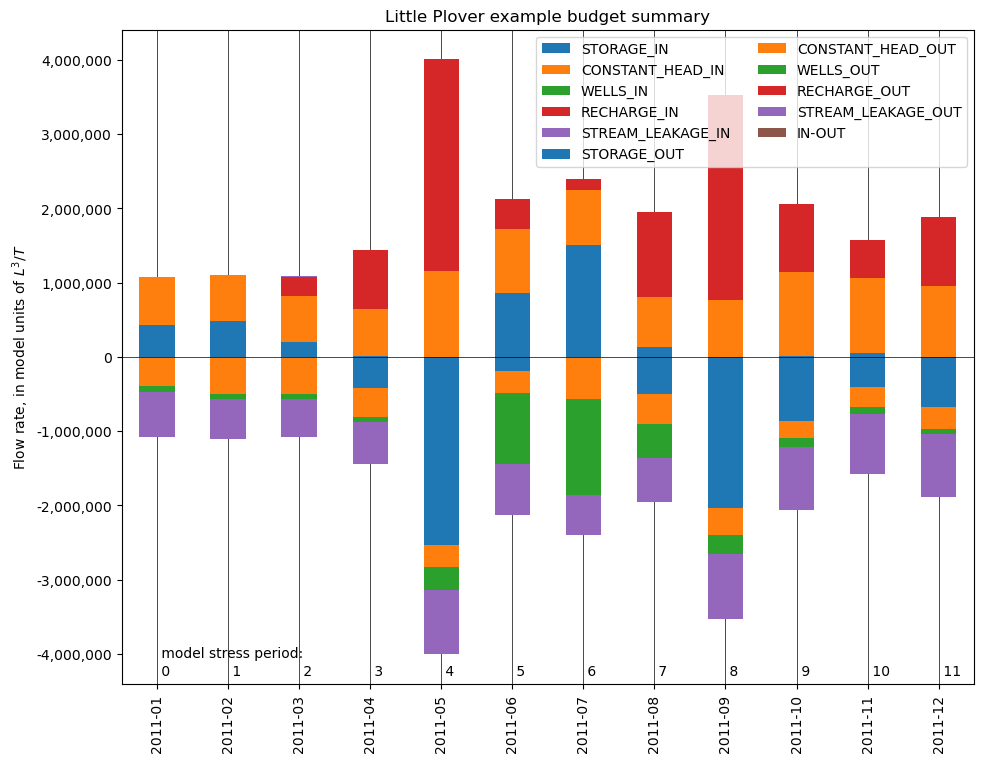 Little Plover example budget summary
STORAGE_IN
CONSTANT_HEAD_IN
WELLS_IN
RECHARGE_IN
STREAM_LEAKAGE_IN
STORAGE_OUT
CONSTANT_HEAD_OUT
WELLS_OUT
RECHARGE_OUT
STREAM_LEAKAGE_OUT
IN-OUT
Flow rate, in model units of L³/T
4,000,000
3,000,000
2,000,000
1,000,000
0
-1,000,000
-2,000,000
-3,000,000
-4,000,000
model stress period:
0 1 2 3 4 5 6 7 8 9 10 11
2011-01
2011-02
2011-03
2011-04
2011-05
2011-06
2011-07
2011-08
2011-09
2011-10
2011-11
2011-12